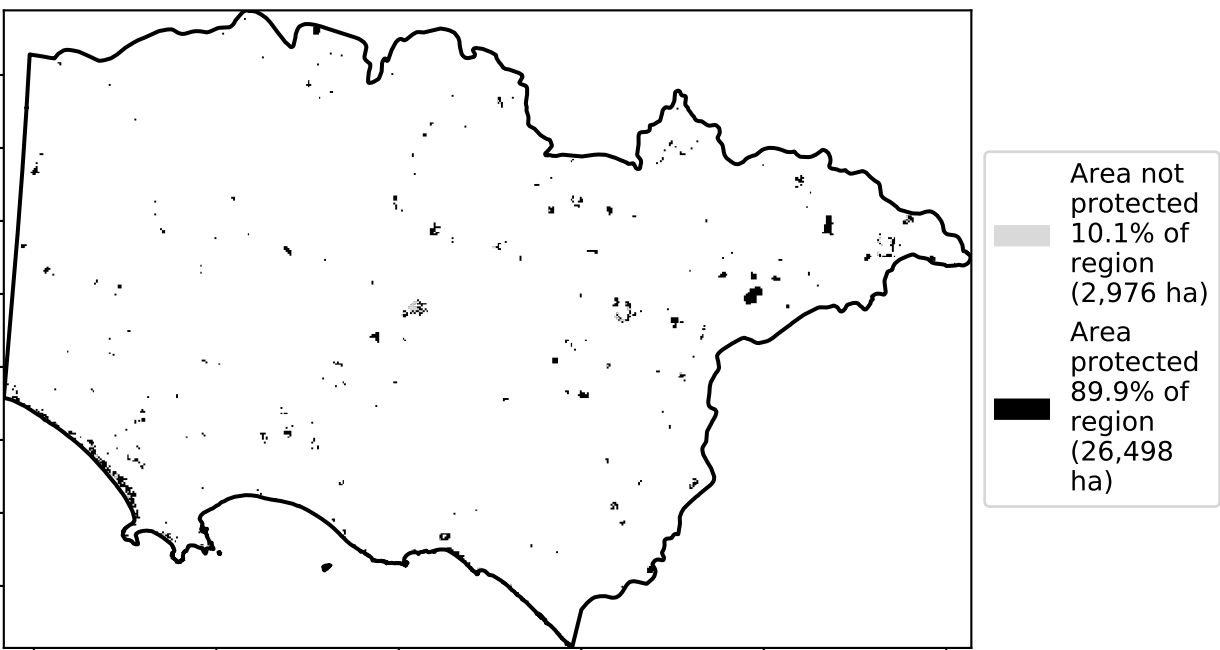 Area not
protected
10.1% of
region
(2,976 ha)
Area
protected
89.9% of
region
(26,498
ha)